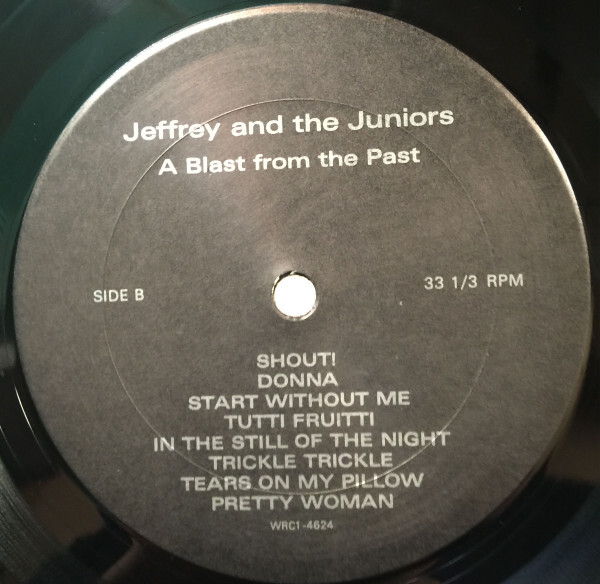 Jeffrey and the Juniors
A Blast from the Past
SIDE B
33 1/3 RPM
SHOUT!
DONNA
START WITHOUT ME
TUTTI FRUITTI
IN THE STILL OF THE NIGHT
TRICKLE TRICKLE
TEARS ON MY PILLOW
PRETTY WOMAN
WRC1-4624